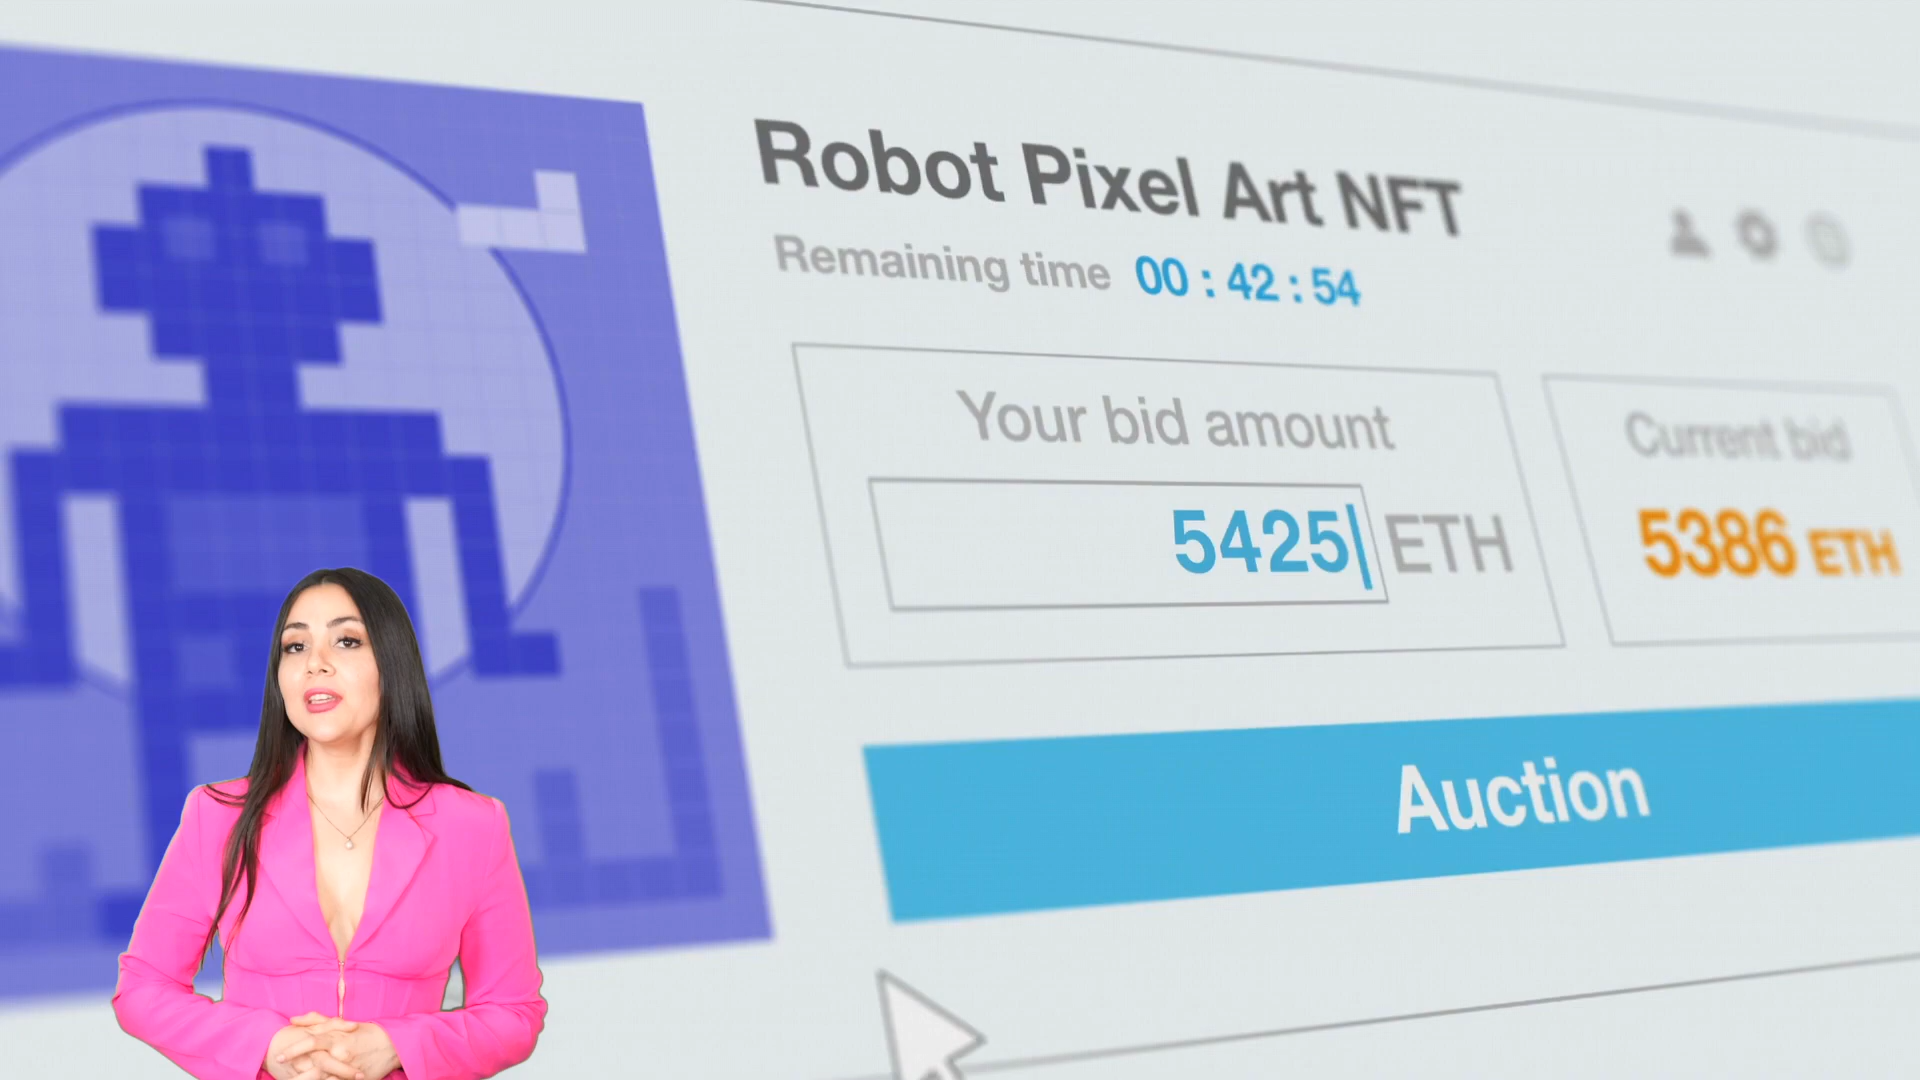 Robot Pixel Art NFT
Remaining time 00 : 42 : 54
Your bid amount
5425 ETH
Current bid
5386 ETH
Auction